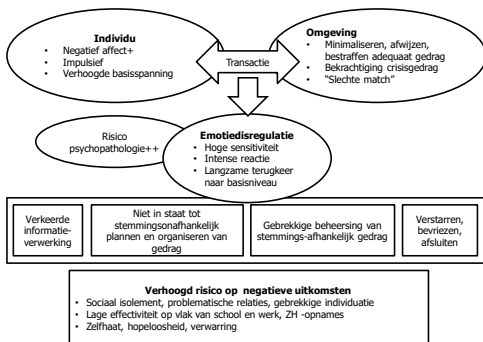 Individu
• Negatief affect+
• Impulsief
• Verhoogde basisspanning
Transactie
Omgeving
• Minimaliseren, afwijzen,
bestraffen adequaat gedrag
• Bekrachtiging crisisgedrag
• “Slechte match”
Risico
psychopathologie++
Emotiedisregulatie
• Hoge sensitiviteit
• Intense reactie
• Langzame terugkeer
naar basisniveau
Verkeerde
informatie-
verwerking
Niet in staat tot
stemmingsonafhankelijk
plannen en organiseren van
gedrag
Gebrekkige beheersing van
stemmings-afhankelijk gedrag
Verstarren,
bevriezen,
afsluiten
Verhoogd risico op negatieve uitkomsten
• Sociaal isolement, problematische relaties, gebrekkige individuatie
• Lage effectiviteit op vlak van school en werk, ZH -opnames
• Zelfhaat, hopeloosheid, verwarring